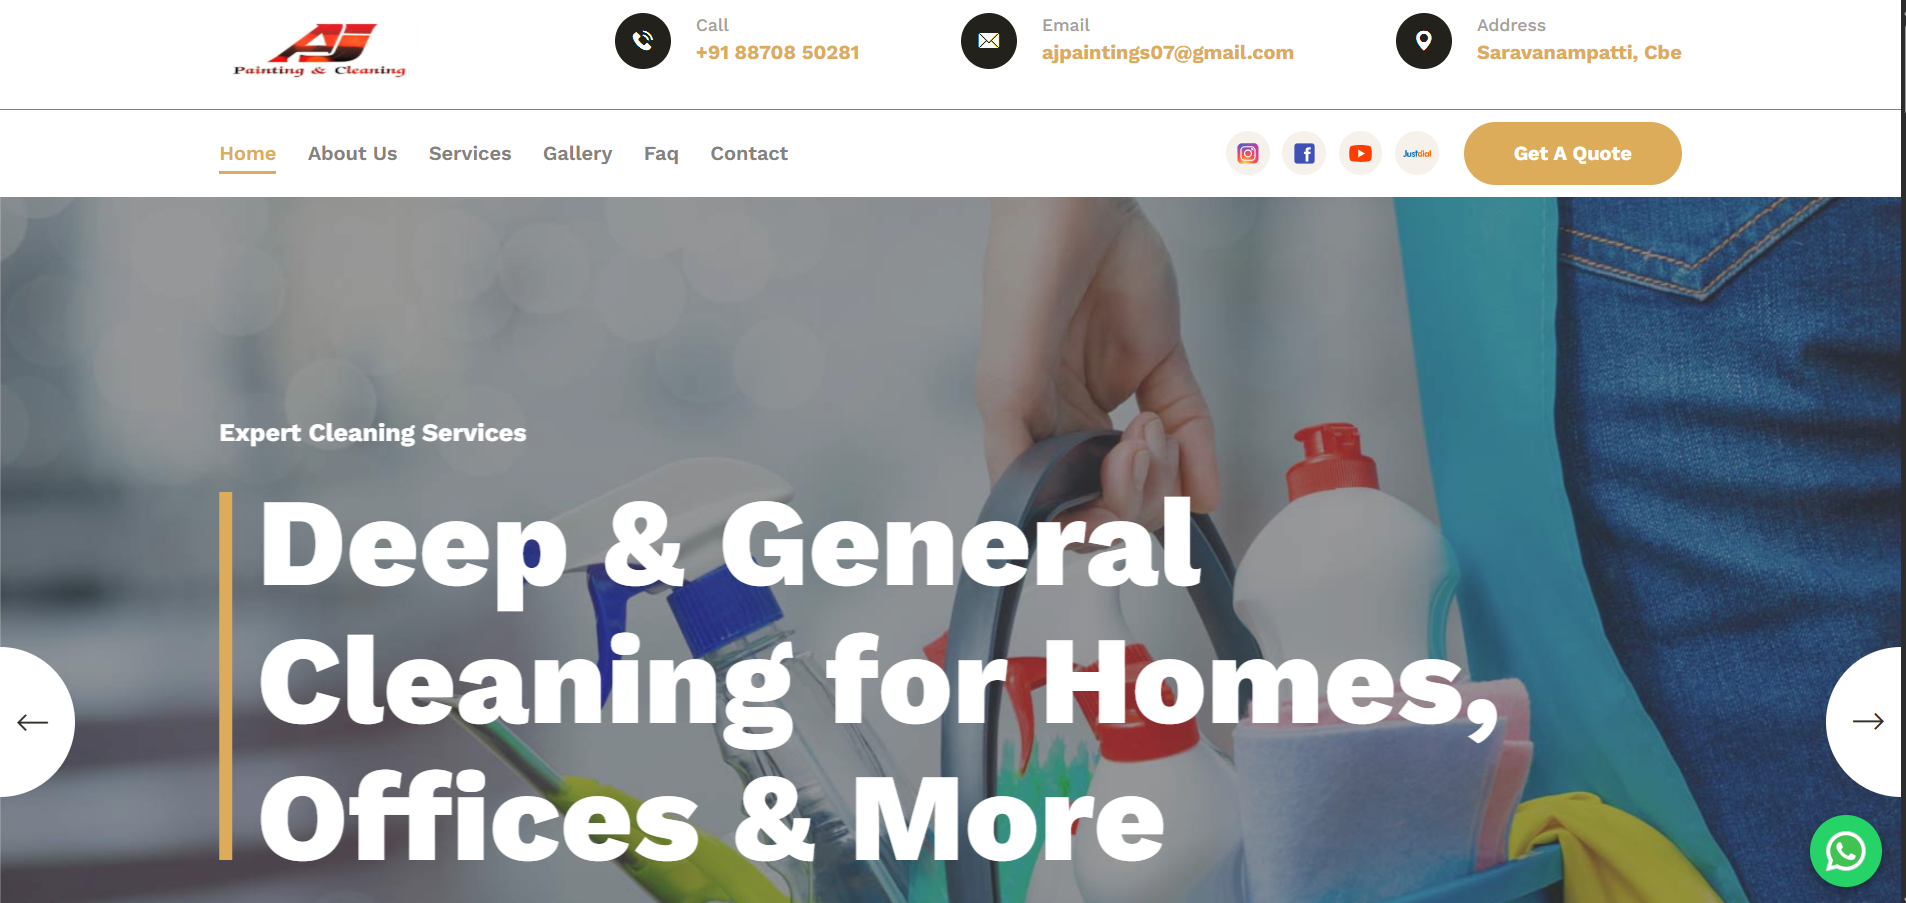 AJ
Painting & Cleaning
Call
+91 88708 50281
Email
ajpaintings07@gmail.com
Address
Saravanampatti, Cbe
Home
About Us
Services
Gallery
Faq
Contact
Justdial
Get A Quote
Expert Cleaning Services
Deep & General
Cleaning for Homes,
Offices & More